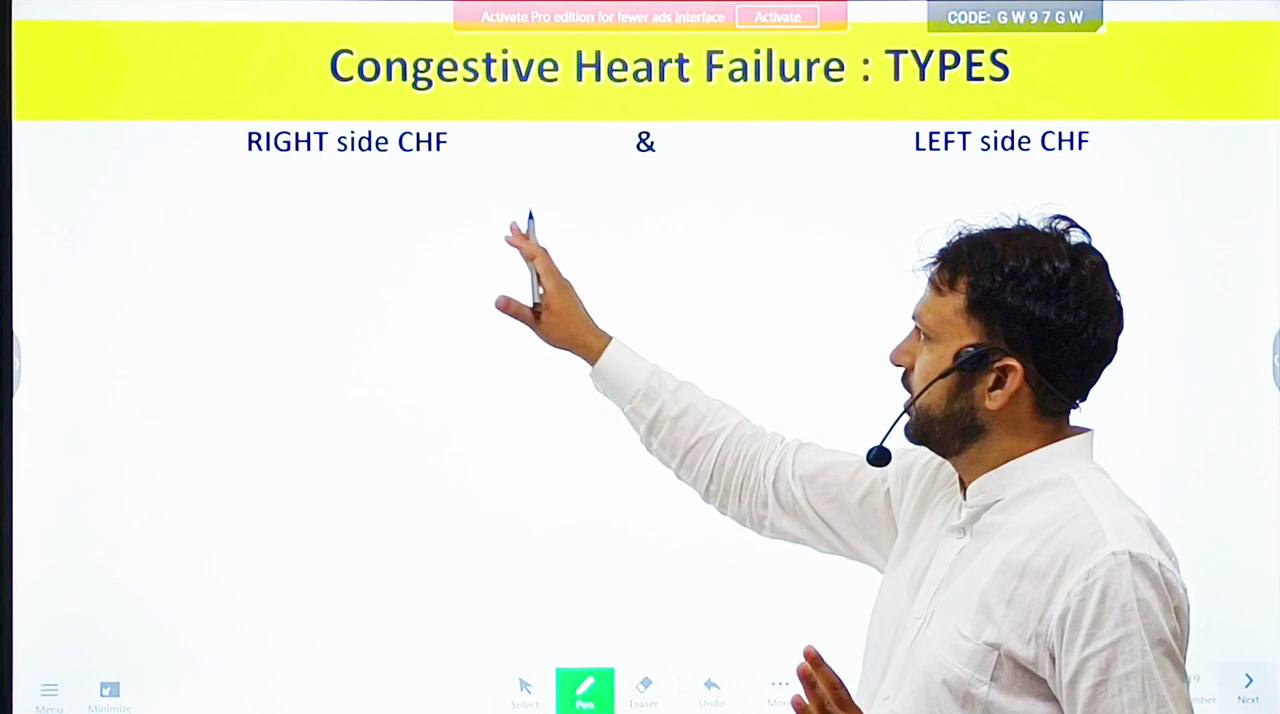 Activate Pro edition for fewer ads interface Activate
CODE: G W 9 7 G W
Congestive Heart Failure : TYPES
RIGHT side CHF & LEFT side CHF
Menu Minimize Select Pen Eraser Undo Next